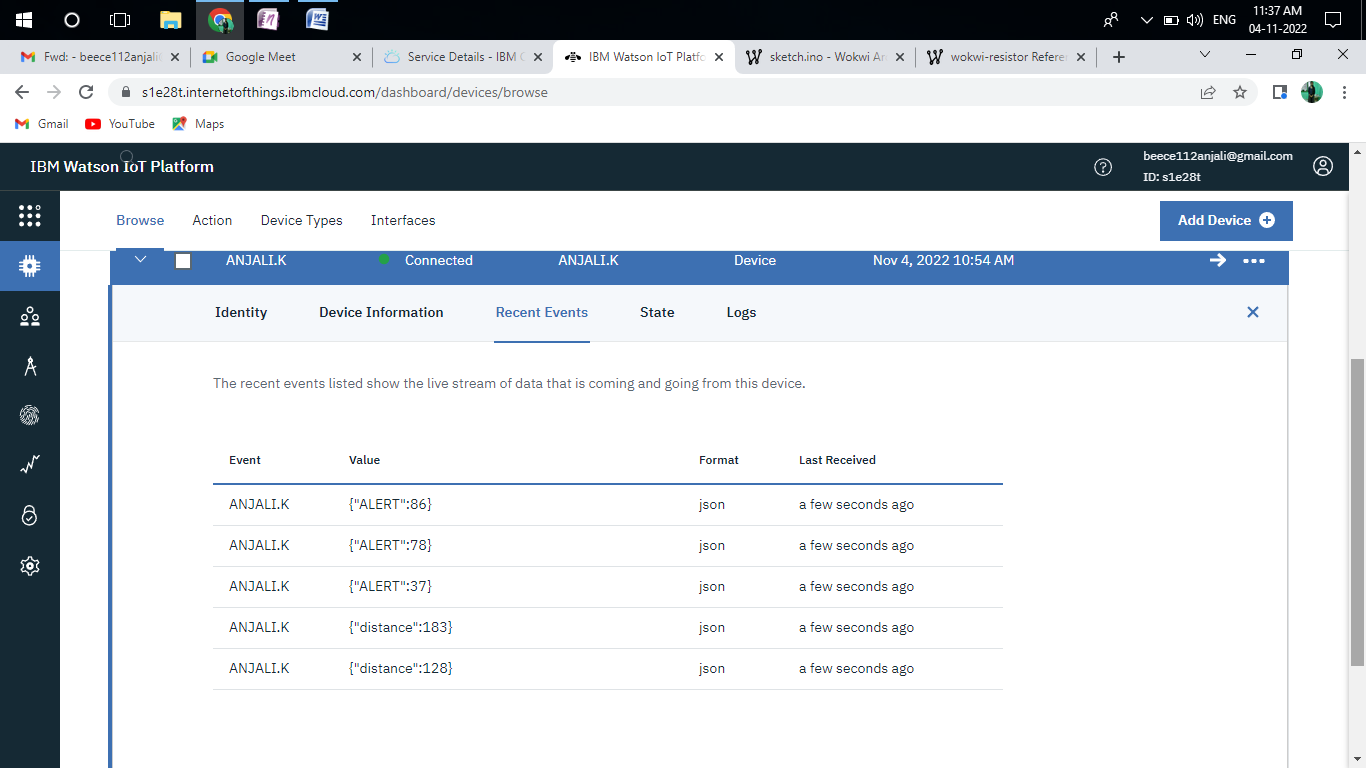 11:37 AM
ENG
04-11-2022
Fwd: - beece112anjali
Google Meet
Service Details - IBM C
IBM Watson IoT Platfo
sketch.ino - Wokwi Ar
wokwi-resistor Refere
s1e28t.internetofthings.ibmcloud.com/dashboard/devices/browse
Gmail YouTube Maps
IBM Watson IoT Platform
beece112anjali@gmail.com
ID: s1e28t
Browse Action Device Types Interfaces Add Device
ANJALI.K Connected ANJALI.K Device Nov 4, 2022 10:54 AM
Identity Device Information Recent Events State Logs
The recent events listed show the live stream of data that is coming and going from this device.
Event Value Format Last Received
ANJALI.K {"ALERT":86} json a few seconds ago
ANJALI.K {"ALERT":78} json a few seconds ago
ANJALI.K {"ALERT":37} json a few seconds ago
ANJALI.K {"distance":183} json a few seconds ago
ANJALI.K {"distance":128} json a few seconds ago